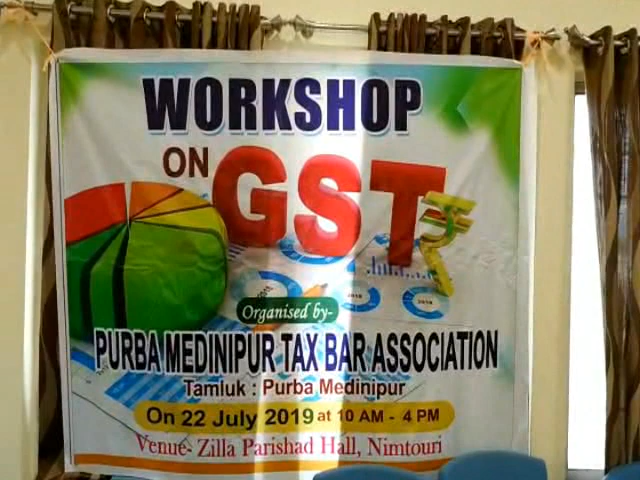 WORKSHOP
ON GST
Organised by-
PURBA MEDINIPUR TAX BAR ASSOCIATION
Tamluk : Purba Medinipur
On 22 July 2019 at 10 AM - 4 PM
Venue- Zilla Parishad Hall, Nimtouri